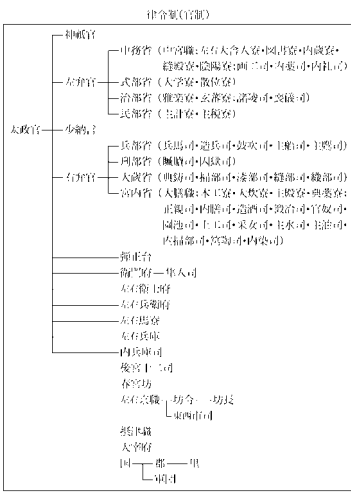 律令制(官制)
神祇官
中務省 (中宮職;左右大舎人寮・図書寮・内蔵寮・
縫殿寮・陰陽寮;画工司・内薬司・内礼司)
左弁官
式部省 (大学寮・散位寮)
治部省 (雅楽寮・玄蕃寮;諸陵司・喪儀司)
民部省 (主計寮・主税寮)
太政官
少納言
兵部省 (兵馬司・造兵司・鼓吹司・主船司・主鷹司)
刑部省 (贓贖司・囚獄司)
右弁官
大蔵省 (典鋳司・掃部司・漆部司・縫部司・織部司)
宮内省 (大膳職;木工寮・大炊寮・主殿寮・典薬寮;
正親司・内膳司・造酒司・鍛冶司・官奴司・
園池司・土工司・采女司・主水司・主油司・
内掃部司・筥陶司・内染司)
弾正台
衛門府 隼人司
左右衛士府
左右兵衛府
左右馬寮
左右兵庫
内兵庫司
後宮十二司
春宮坊
左右京職 坊令 坊長
東西市司
摂津職
大宰府
国 郡 里
軍団